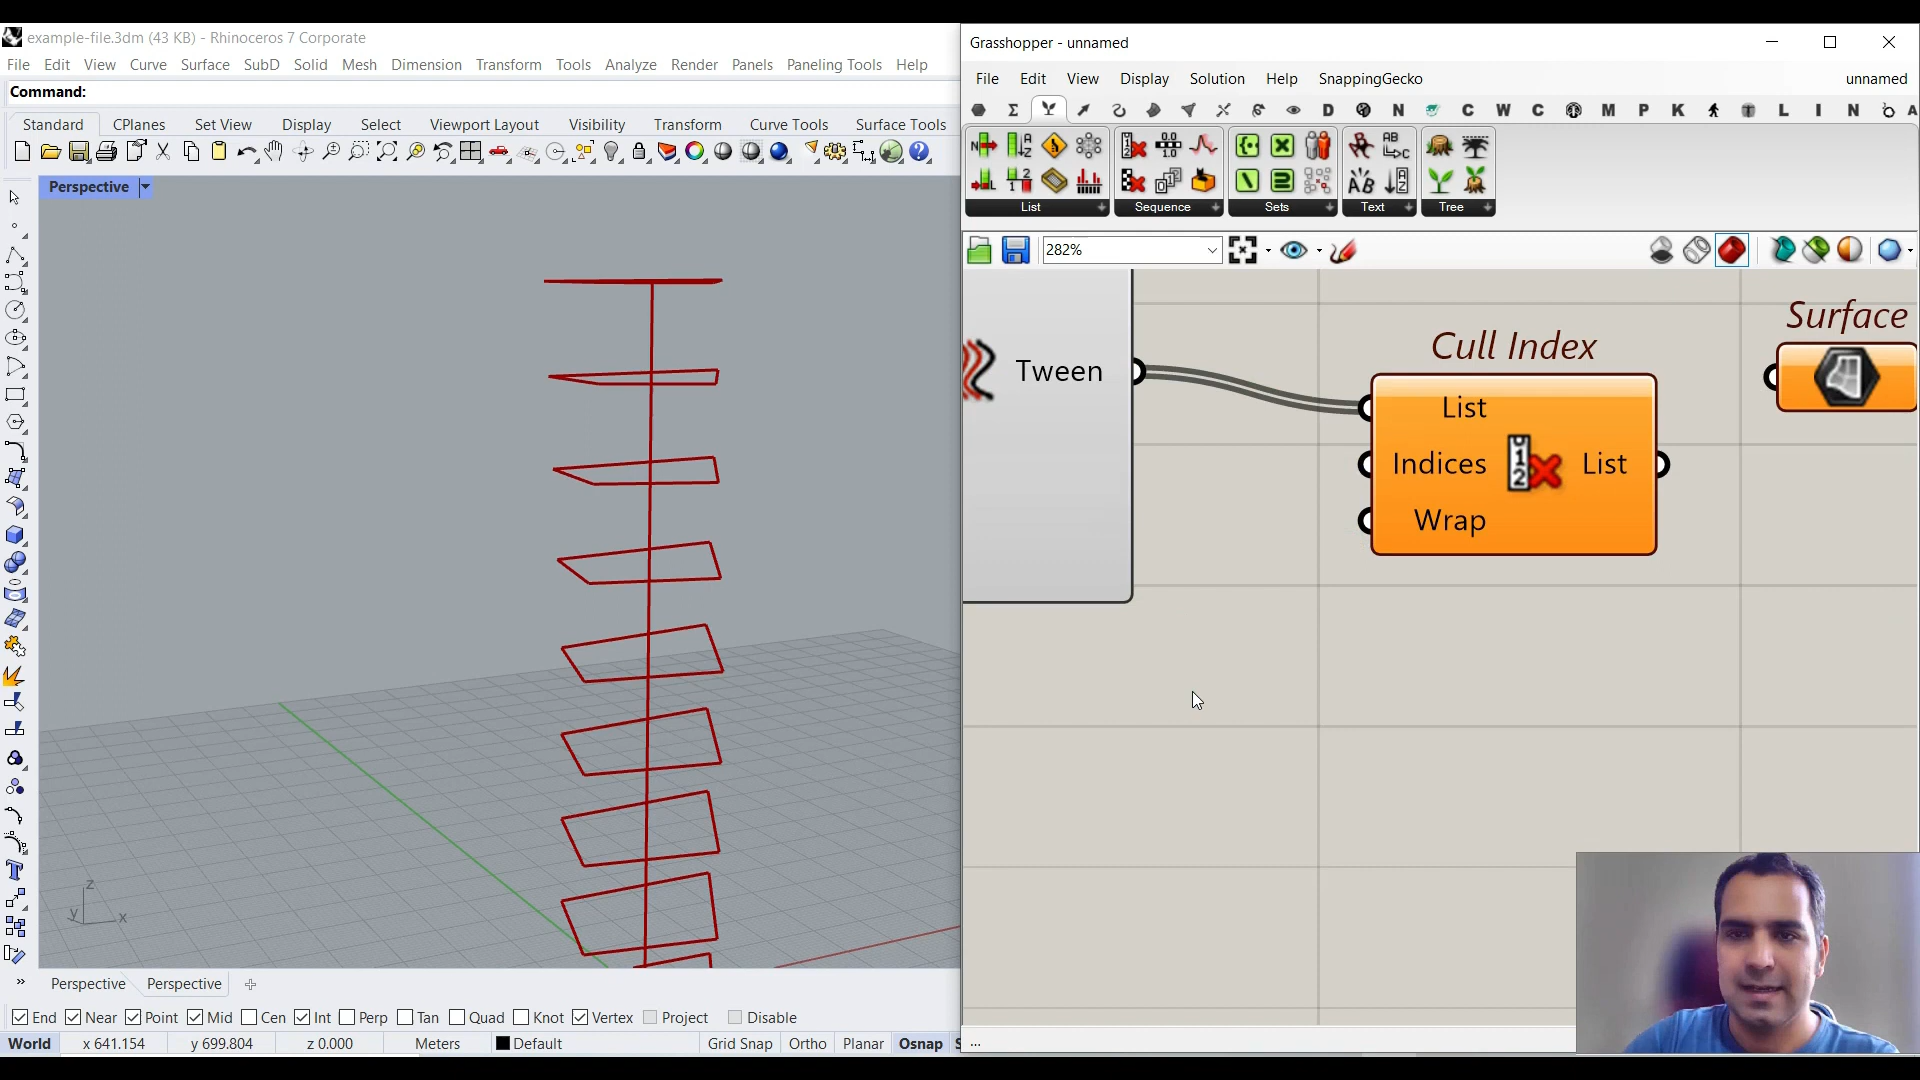 example-file.3dm (43 KB) - Rhinoceros 7 Corporate
File Edit View Curve Surface SubD Solid Mesh Dimension Transform Tools Analyze Render Panels Paneling Tools Help
Command:
Standard CPlanes Set View Display Select Viewport Layout Visibility Transform Curve Tools Surface Tools
Perspective
z
y x
Perspective Perspective
End Near Point Mid Cen Int Perp Tan Quad Knot Vertex Project Disable
World x 641.154 y 699.804 z 0.000 Meters Default Grid Snap Ortho Planar Osnap S
Grasshopper - unnamed
File Edit View Display Solution Help SnappingGecko unnamed
D N C W C M P K L I N A
List Sequence Sets Text Tree
282%
Surface
Cull Index
Tween
List
Indices List
Wrap
...